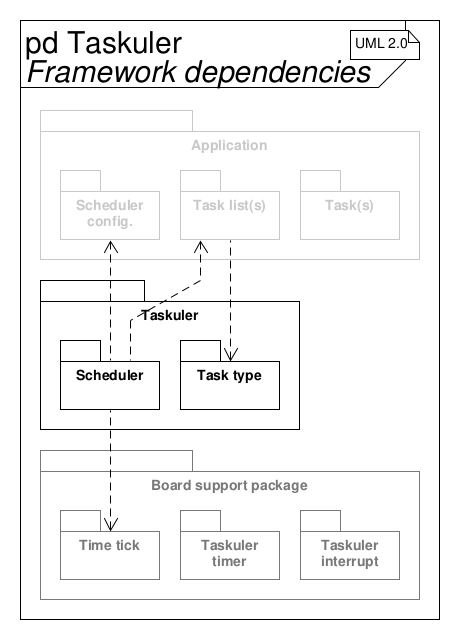 pd Taskuler
UML 2.0
Framework dependencies
Application
Scheduler
config.
Task list(s)
Task(s)
Taskuler
Scheduler
Task type
Board support package
Time tick
Taskuler
timer
Taskuler
interrupt